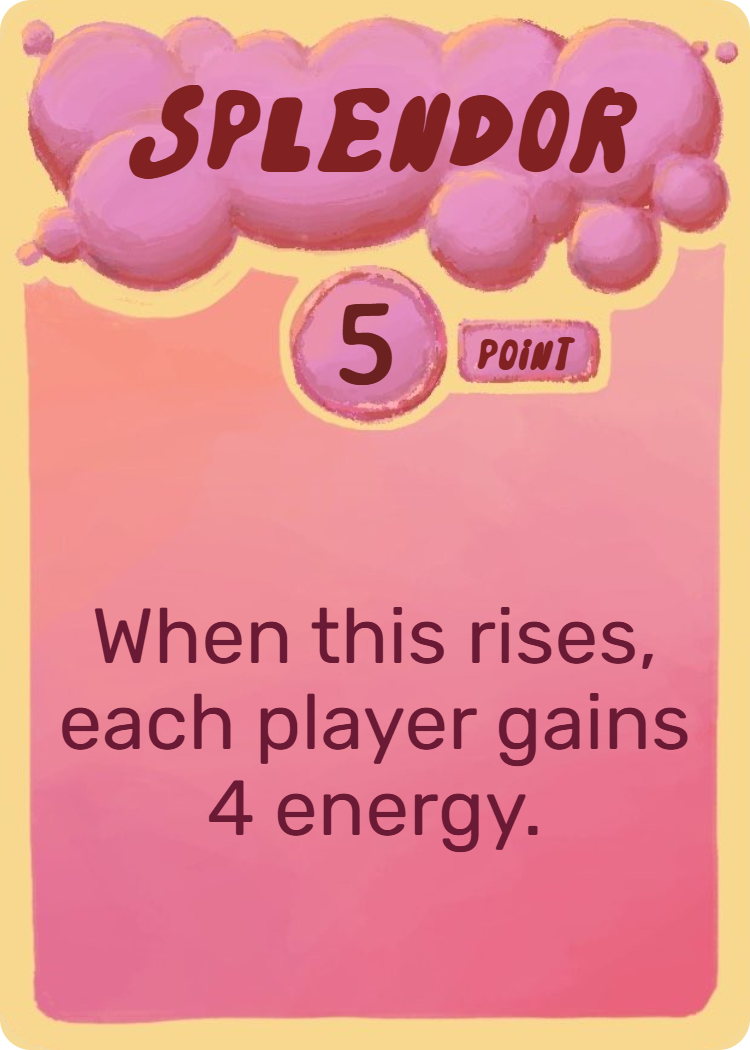 SPLENDOR
5 POINT
When this rises,
each player gains
4 energy.